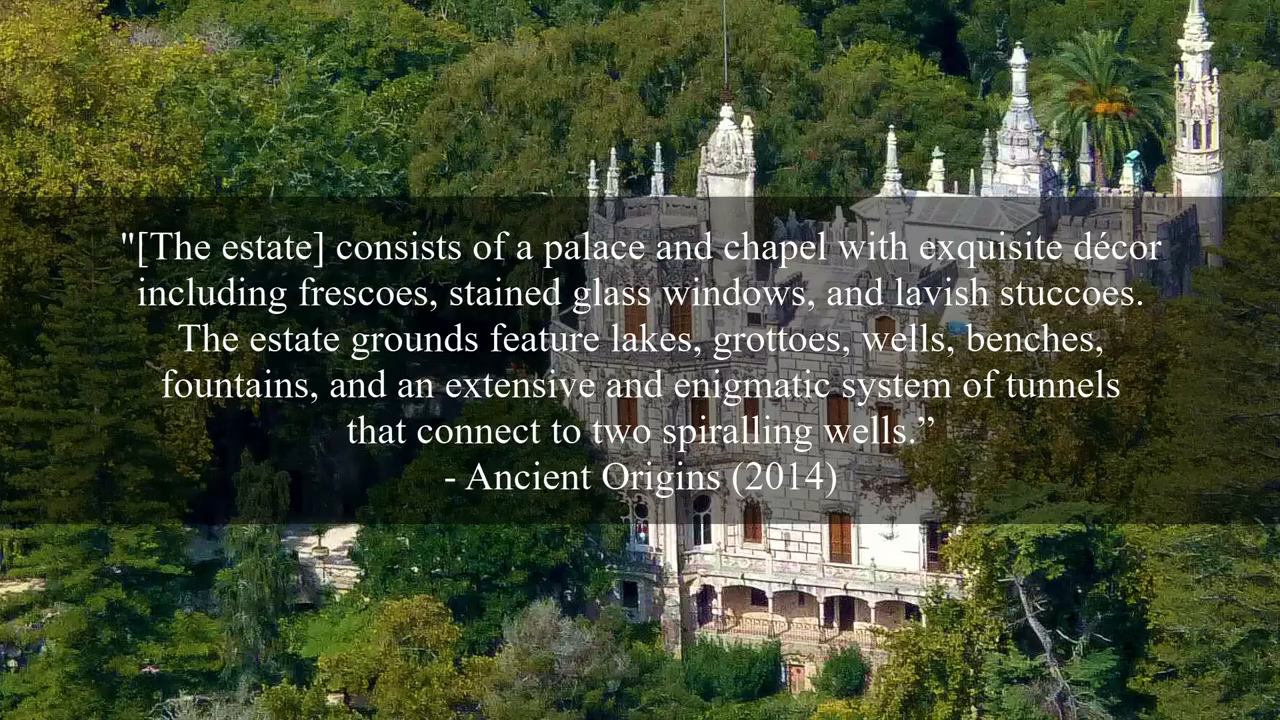 "[The estate] consists of a palace and chapel with exquisite décor
including frescoes, stained glass windows, and lavish stuccoes.
The estate grounds feature lakes, grottoes, wells, benches,
fountains, and an extensive and enigmatic system of tunnels
that connect to two spiralling wells.”
- Ancient Origins (2014)